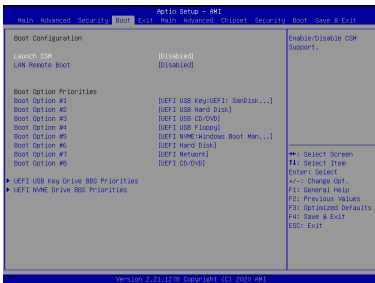 Aptio Setup - AMI
Main Advanced Security Boot Exit Main Advanced Chipset Security Boot Save & Exit
Boot Configuration
Launch CSM [Disabled]
LAN Remote Boot [Disabled]
Boot Option Priorities
Boot Option #1 [UEFI USB Key:UEFI: SanDisk...]
Boot Option #2 [UEFI USB Hard Disk]
Boot Option #3 [UEFI USB CD/DVD]
Boot Option #4 [UEFI USB Floppy]
Boot Option #5 [UEFI NVME:Windows Boot Man...]
Boot Option #6 [UEFI Hard Disk]
Boot Option #7 [UEFI Network]
Boot Option #8 [UEFI CD/DVD]
UEFI USB Key Drive BBS Priorities
UEFI NVME Drive BBS Priorities
Enable/Disable CSM
Support.
→←: Select Screen
↑↓: Select Item
Enter: Select
+/-: Change Opt.
F1: General Help
F2: Previous Values
F3: Optimized Defaults
F4: Save & Exit
ESC: Exit
Version 2.21.1278 Copyright (C) 2020 AMI